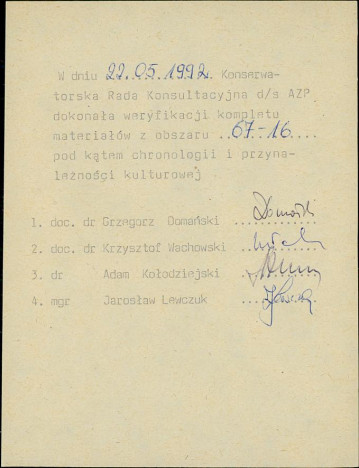 W dniu 22.05.1992. Konserwa-
torska Rada Konsultacyjna d/s AZP
dokonała weryfikacji kompletu
materiałów z obszaru 67-16....
pod kątem chronologii i przyna-
leżności kulturowej
1. doc. dr Grzegorz Domański Domański
2. doc. dr Krzysztof Wachowski
3. dr Adam Kołodziejski
4. mgr Jarosław Lewczuk